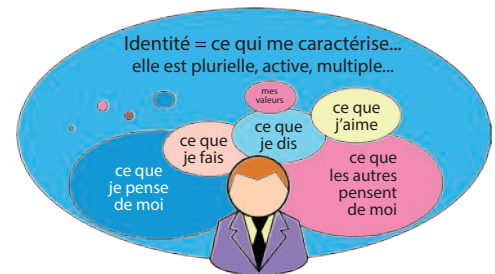 Identité = ce qui me caractérise...
elle est plurielle, active, multiple...
mes
valeurs
ce que
j'aime
ce que
je dis
ce que
je fais
ce que
je pense
de moi
ce que
les autres
pensent
de moi